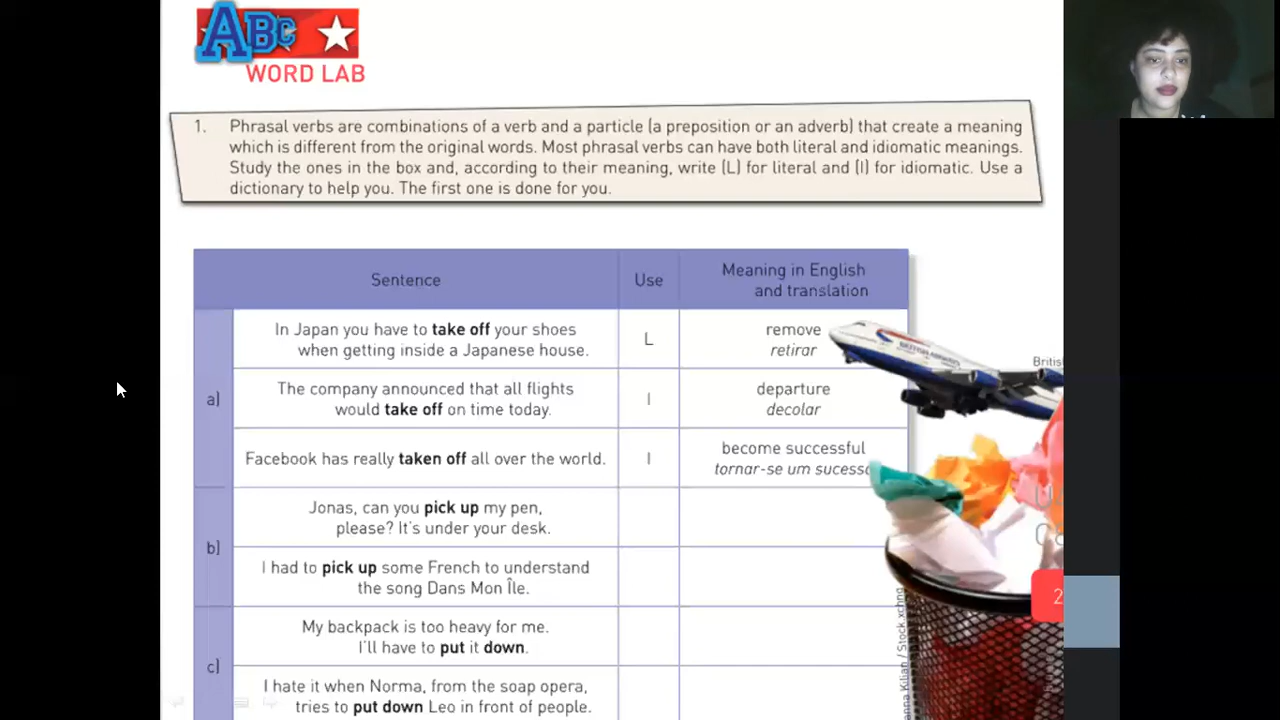 ABC
WORD LAB
1. Phrasal verbs are combinations of a verb and a particle (a preposition or an adverb) that create a meaning
which is different from the original words. Most phrasal verbs can have both literal and idiomatic meanings.
Study the ones in the box and, according to their meaning, write (L) for literal and (I) for idiomatic. Use a
dictionary to help you. The first one is done for you.
Sentence
Use
Meaning in English
and translation
a)
In Japan you have to take off your shoes
when getting inside a Japanese house.
L
remove
retirar
The company announced that all flights
would take off on time today.
I
departure
decolar
Facebook has really taken off all over the world.
I
become successful
tornar-se um sucess
b)
Jonas, can you pick up my pen,
please? It's under your desk.
I had to pick up some French to understand
the song Dans Mon Île.
c)
My backpack is too heavy for me.
I'll have to put it down.
I hate it when Norma, from the soap opera,
tries to put down Leo in front of people.
British
BRITISH AIRWAYS
2
anna Kilian / Stock.xchng